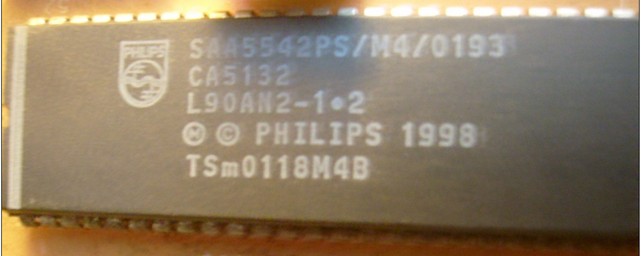 PHILIPS
SAA5542PS/M4/0193
CA5132
L90AN2-1•2
Ⓜ © PHILIPS 1998
TSm0118M4B